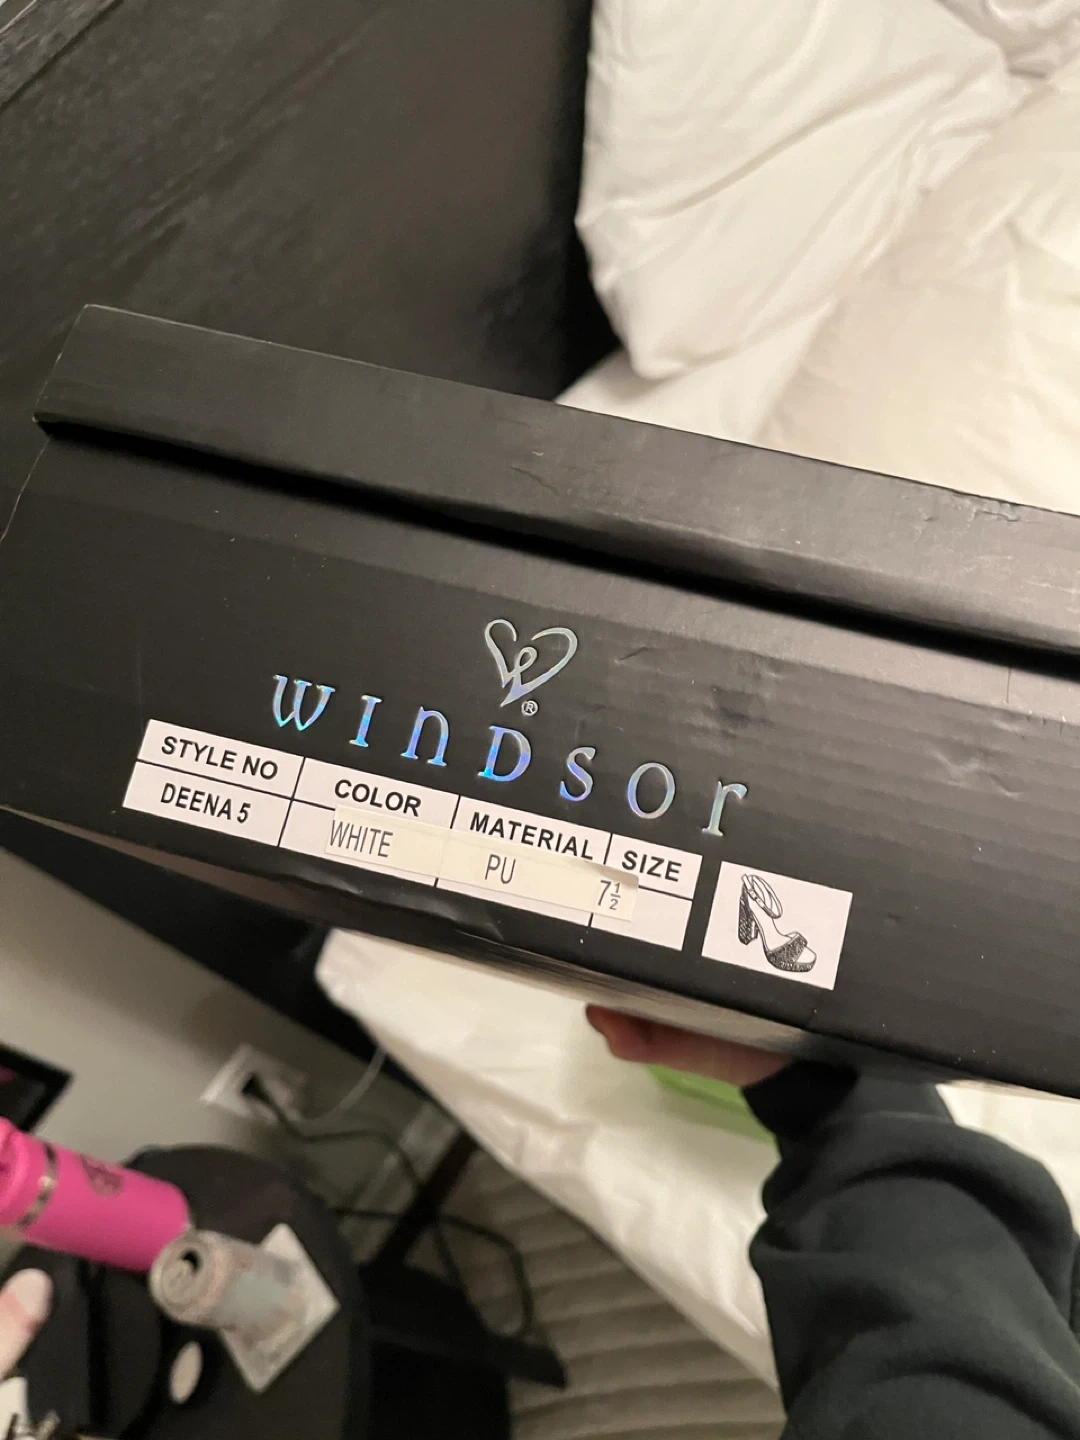 ®
WINDSOR
STYLE NO COLOR MATERIAL SIZE
DEENA 5 WHITE PU 7½